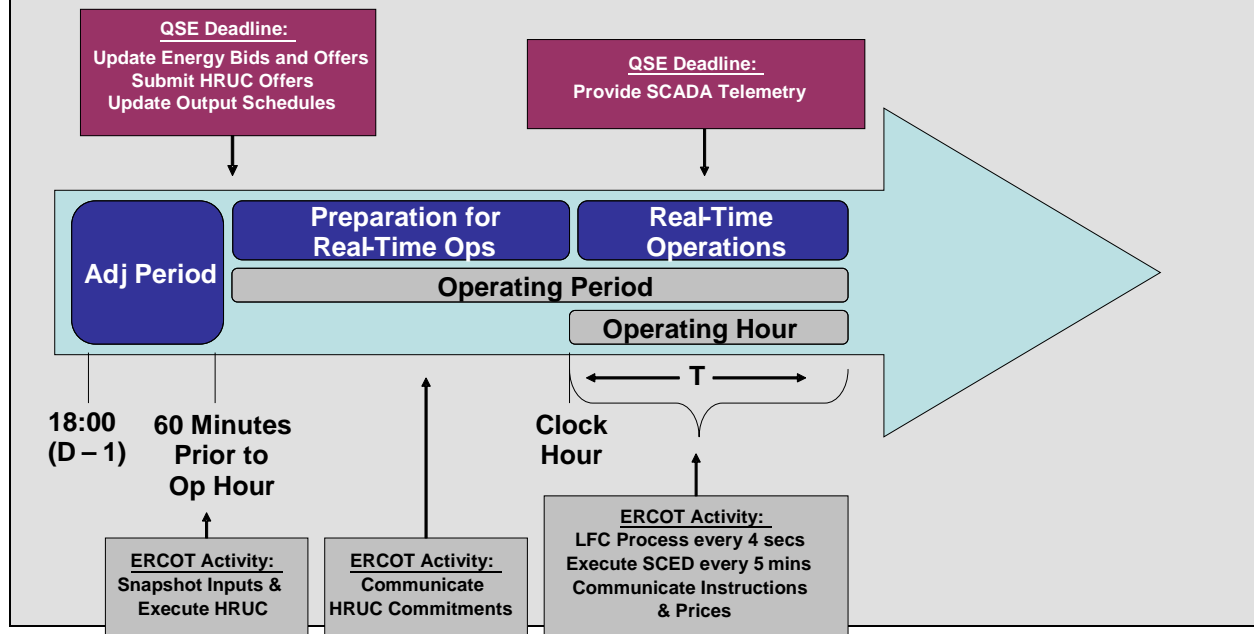 QSE Deadline:
Update Energy Bids and Offers
Submit HRUC Offers
Update Output Schedules
QSE Deadline:
Provide SCADA Telemetry
Adj Period
Preparation for
Real-Time Ops
Real-Time
Operations
Operating Period
Operating Hour
T
18:00
(D – 1)
60 Minutes
Prior to
Op Hour
Clock
Hour
ERCOT Activity:
Snapshot Inputs &
Execute HRUC
ERCOT Activity:
Communicate
HRUC Commitments
ERCOT Activity:
LFC Process every 4 secs
Execute SCED every 5 mins
Communicate Instructions
& Prices